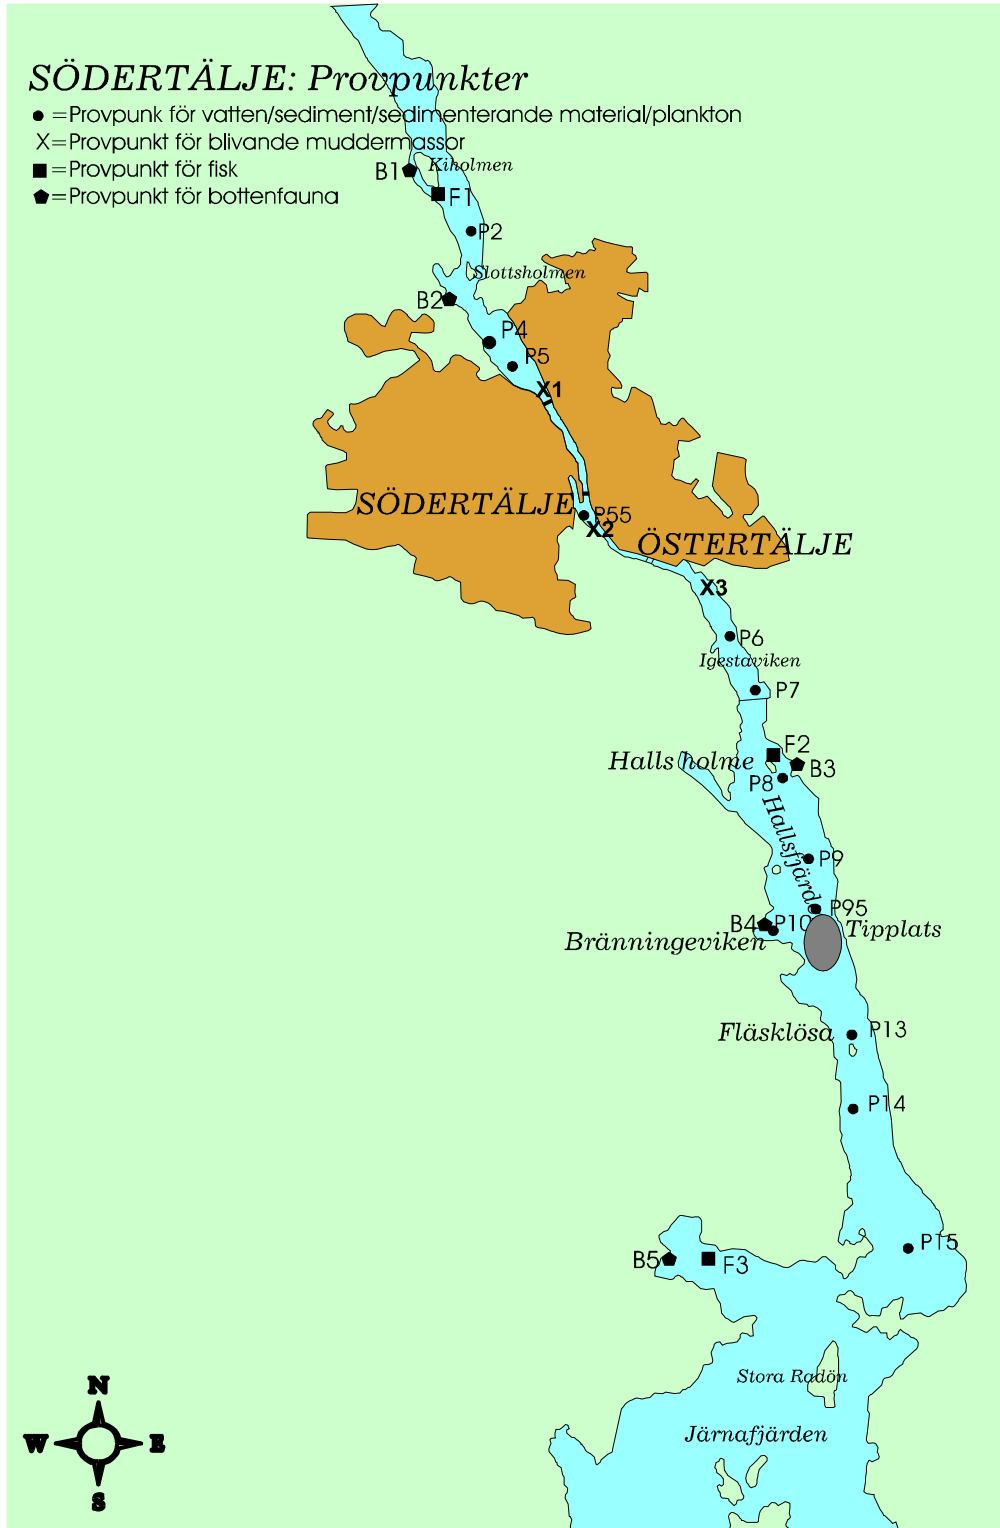 SÖDERTÄLJE: Provpunkter
=Provpunk för vatten/sediment/sedimenterande material/plankton
X=Provpunkt för blivande muddermassor
=Provpunkt för fisk
=Provpunkt för bottenfauna
B1
Kiholmen
F1
P2
Slottsholmen
B2
P4
P5
X1
SÖDERTÄLJE
P55
X2
ÖSTERTÄLJE
X3
P6
Igestaviken
P7
F2
Halls holme
B3
P8
Hallsfjärde
P9
P95
B4
P10
Tipplats
Bränningeviken
Fläsklösa
P13
P14
P15
B5
F3
Stora Radön
Järnafjärden
N
W
E
S